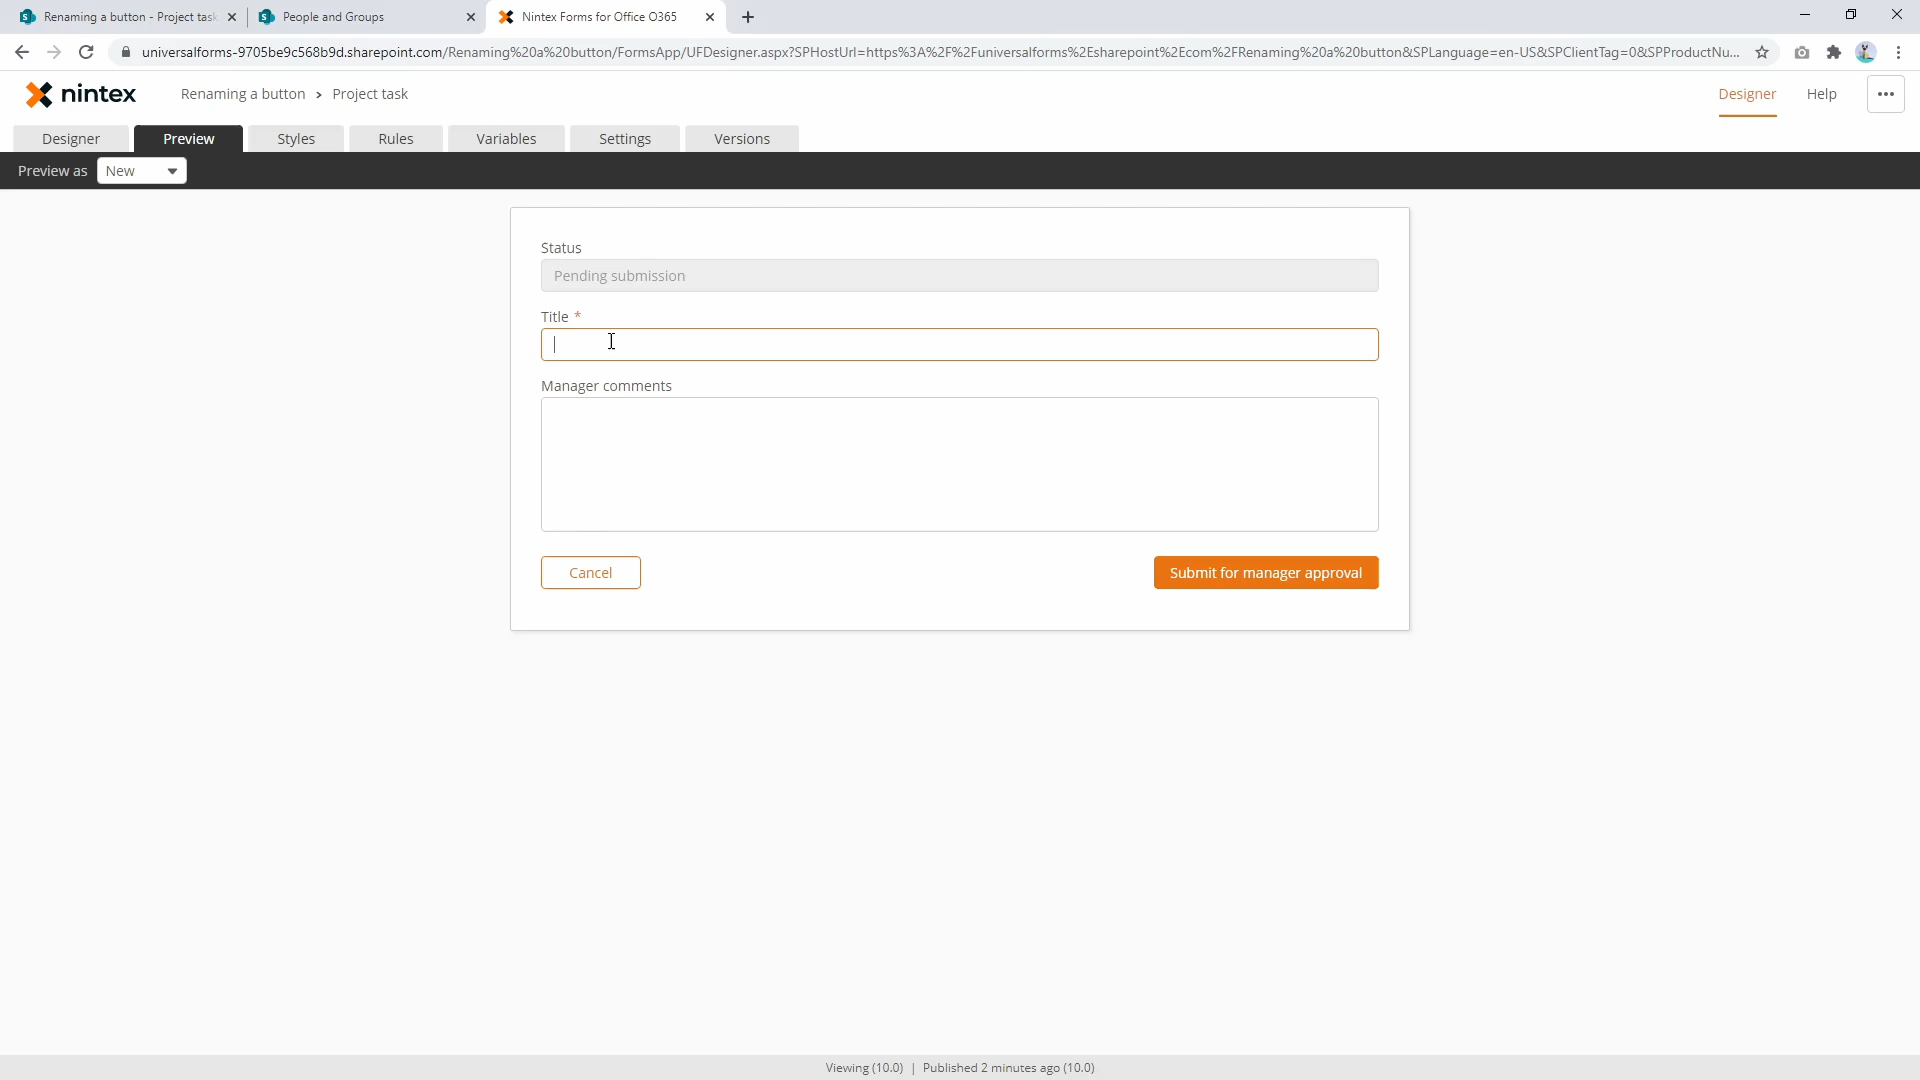 Renaming a button - Project task
People and Groups
Nintex Forms for Office O365
universalforms-9705be9c568b9d.sharepoint.com/Renaming%20a%20button/FormsApp/UFDesigner.aspx?SPHostUrl=https%3A%2F%2Funiversalforms%2Esharepoint%2Ecom%2FRenaming%20a%20button&SPLanguage=en-US&SPClientTag=0&SPProductNu...
nintex
Renaming a button > Project task
Designer
Help
Designer
Preview
Styles
Rules
Variables
Settings
Versions
Preview as
New
Status
Pending submission
Title *
Manager comments
Cancel
Submit for manager approval
Viewing (10.0) | Published 2 minutes ago (10.0)